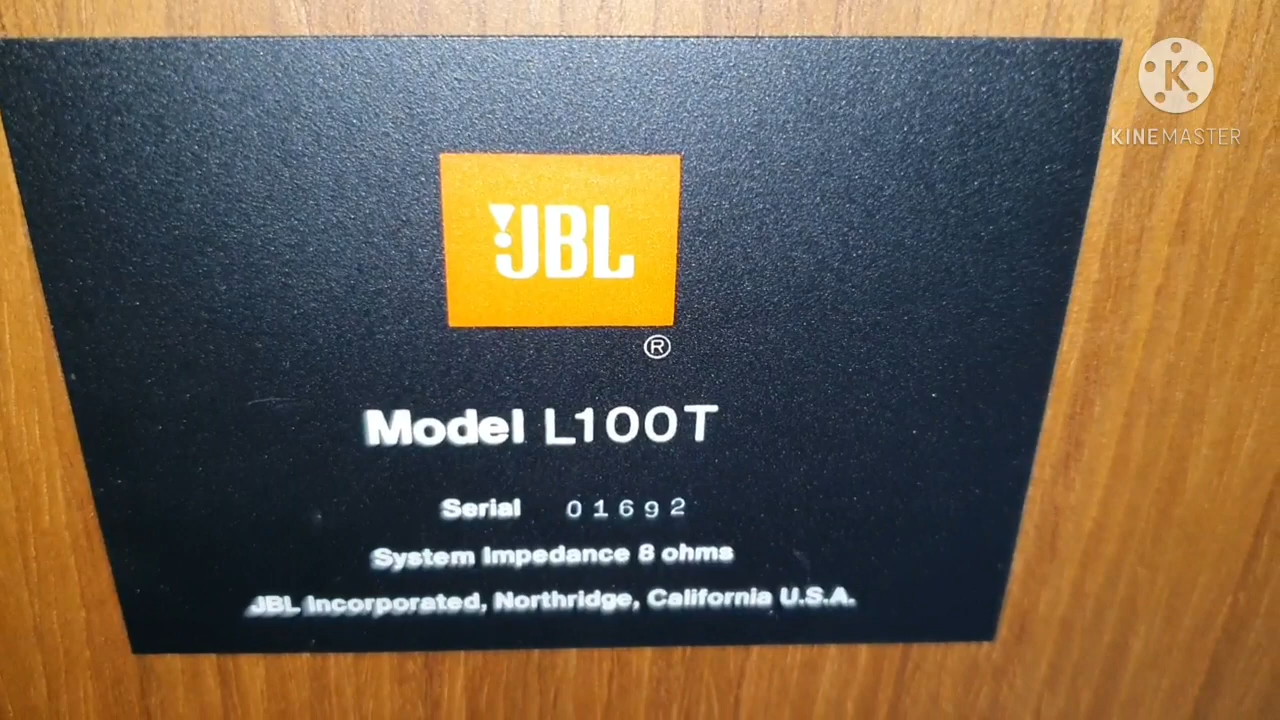 K
KINEMASTER
JBL
®
Model L100T
Serial 01692
System Impedance 8 ohms
JBL Incorporated, Northridge, California U.S.A.